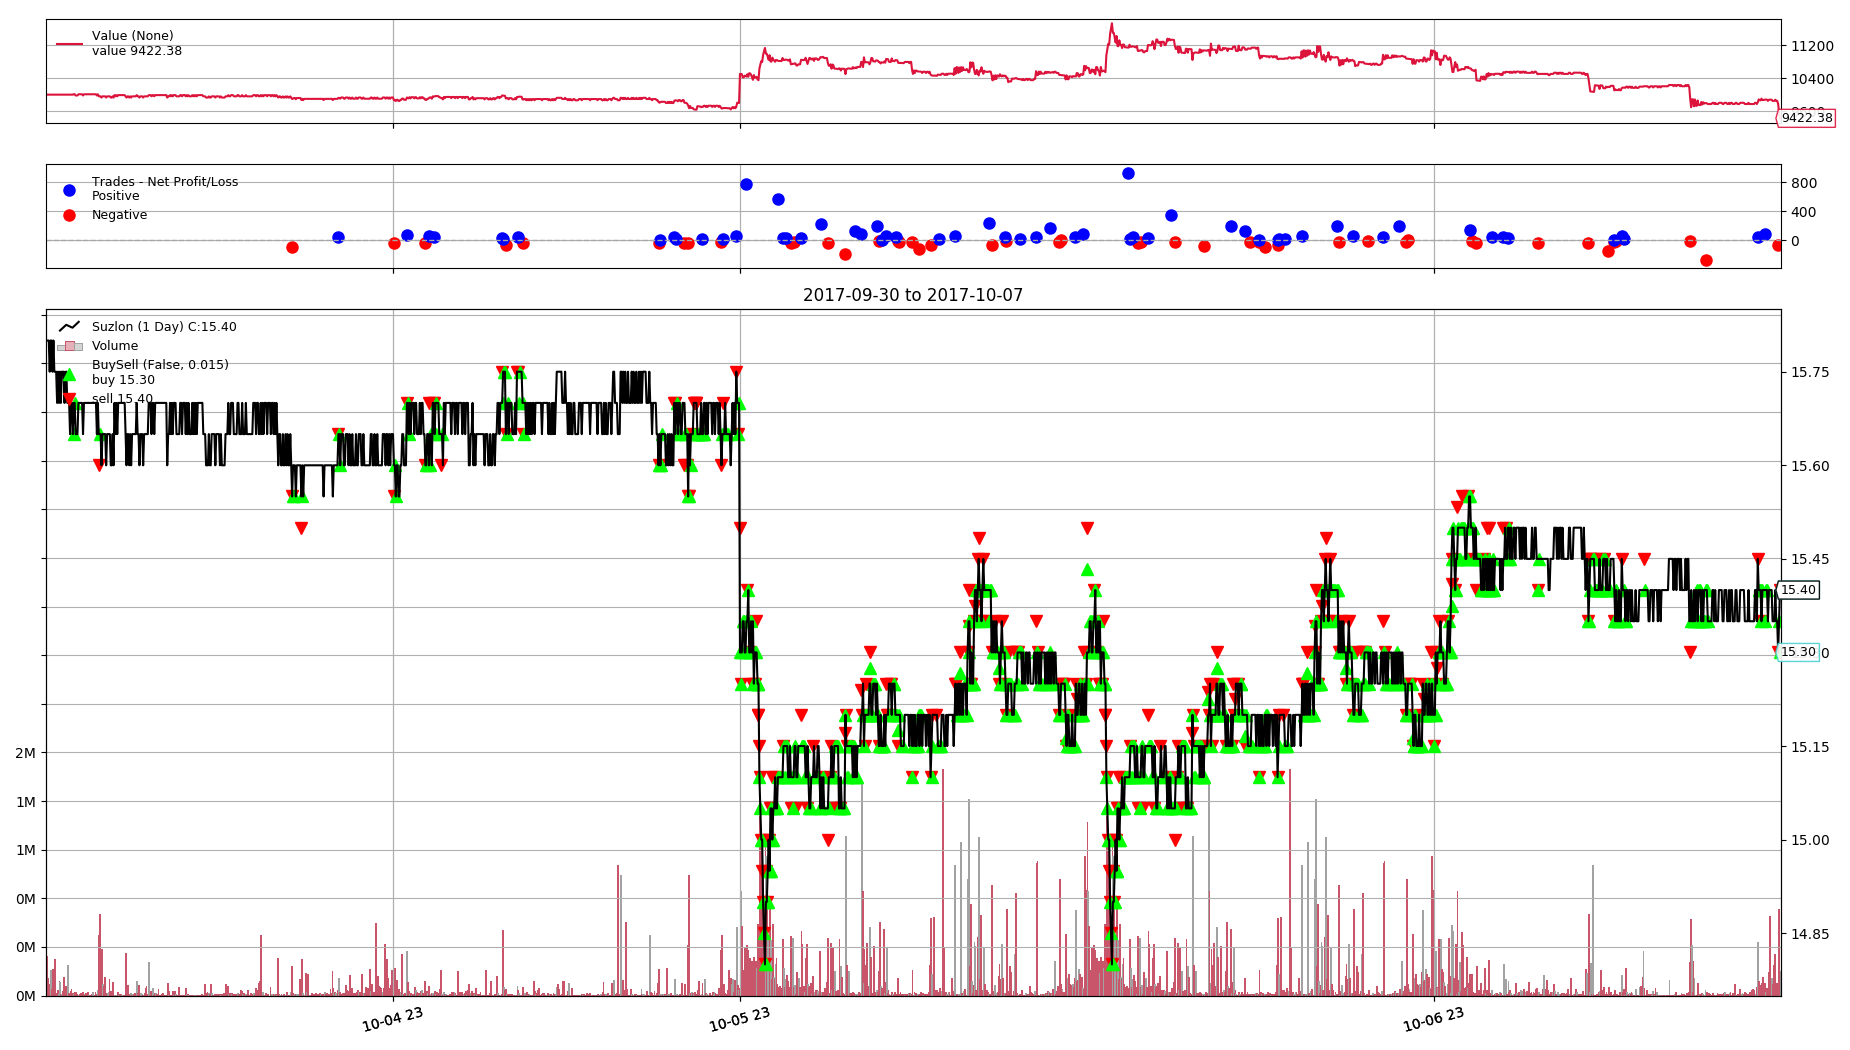 Value (None)
value 9422.38
11200
10400
9422.38
Trades - Net Profit/Loss
Positive
Negative
800
400
0
2017-09-30 to 2017-10-07
Suzlon (1 Day) C:15.40
Volume
BuySell (False, 0.015)
buy 15.30
sell 15.40
15.75
15.60
15.45
15.40
15.30
15.15
15.00
14.85
2M
1M
1M
0M
0M
0M
10-04 23
10-05 23
10-06 23